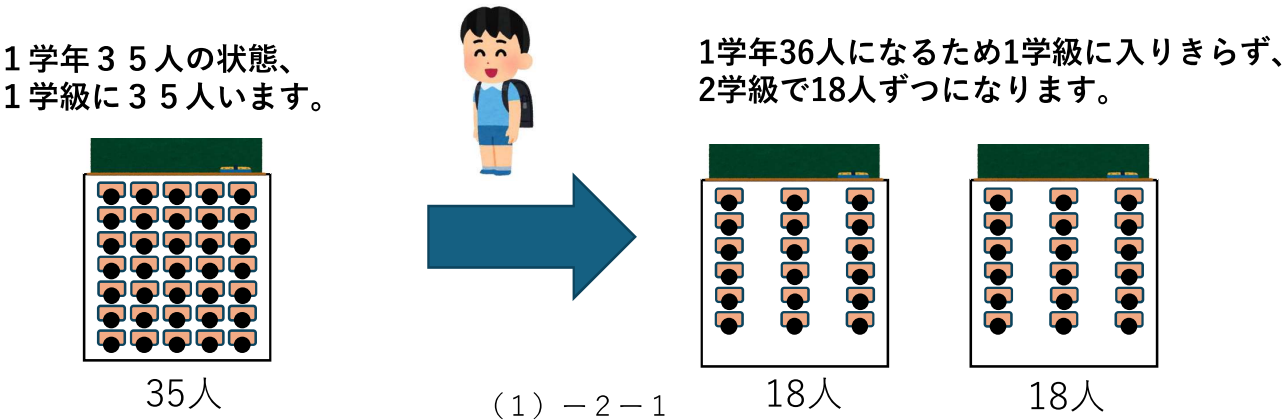 １学年３５人の状態、
１学級に３５人います。
1学年36人になるため1学級に入りきらず、
2学級で18人ずつになります。
35人
18人
18人
（1）－2－1